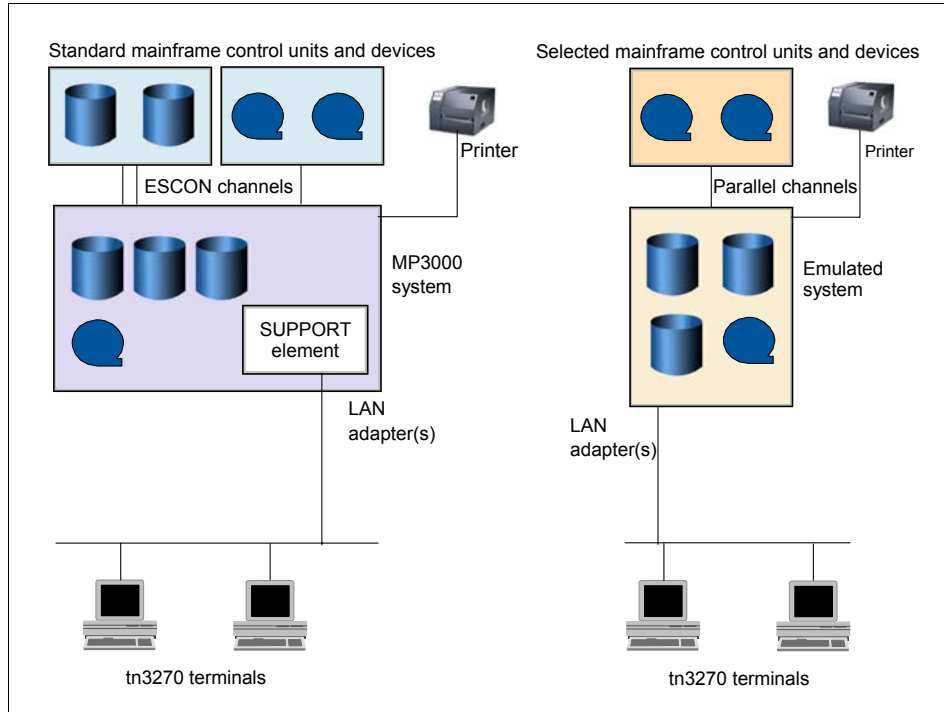 Standard mainframe control units and devices
Printer
ESCON channels
MP3000
system
SUPPORT
element
LAN
adapter(s)
tn3270 terminals
Selected mainframe control units and devices
Printer
Parallel channels
Emulated
system
LAN
adapter(s)
tn3270 terminals